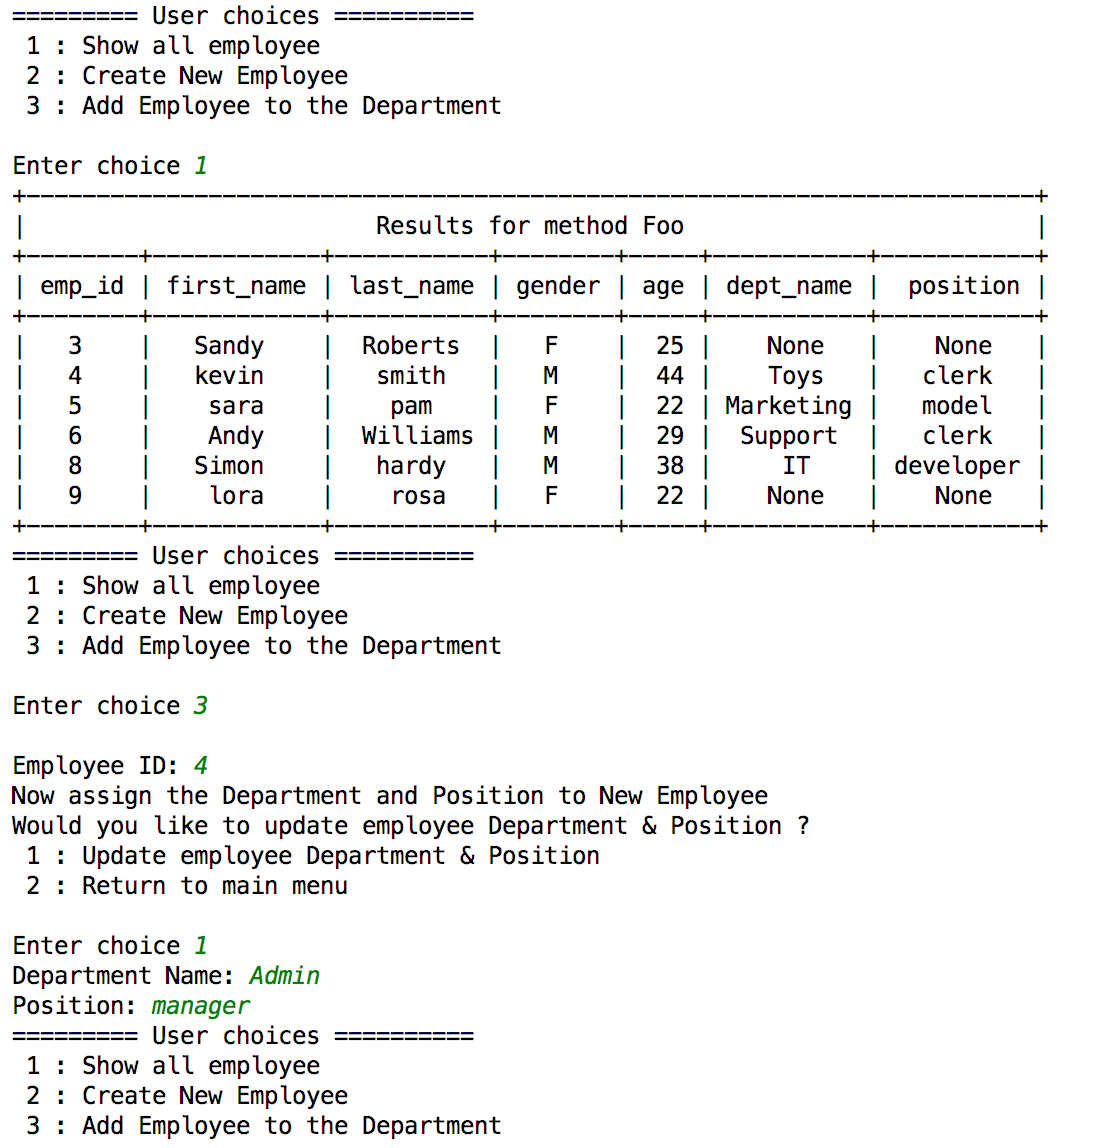 ========= User choices ==========
 1 : Show all employee
 2 : Create New Employee
 3 : Add Employee to the Department

Enter choice 1
+------------------------------------------------------------------------+
|                         Results for method Foo                         |
+--------+------------+-----------+--------+-----+-----------+-----------+
| emp_id | first_name | last_name | gender | age | dept_name |  position |
+--------+------------+-----------+--------+-----+-----------+-----------+
|   3    |   Sandy    |  Roberts  |   F    |  25 |    None   |    None   |
|   4    |   kevin    |   smith   |   M    |  44 |    Toys   |   clerk   |
|   5    |    sara    |    pam    |   F    |  22 | Marketing |   model   |
|   6    |    Andy    |  Williams |   M    |  29 |  Support  |   clerk   |
|   8    |   Simon    |   hardy   |   M    |  38 |     IT    | developer |
|   9    |    lora    |    rosa   |   F    |  22 |    None   |    None   |
+--------+------------+-----------+--------+-----+-----------+-----------+
========= User choices ==========
 1 : Show all employee
 2 : Create New Employee
 3 : Add Employee to the Department

Enter choice 3

Employee ID: 4
Now assign the Department and Position to New Employee
Would you like to update employee Department & Position ?
 1 : Update employee Department & Position
 2 : Return to main menu

Enter choice 1
Department Name: Admin
Position: manager
========= User choices ==========
 1 : Show all employee
 2 : Create New Employee
 3 : Add Employee to the Department